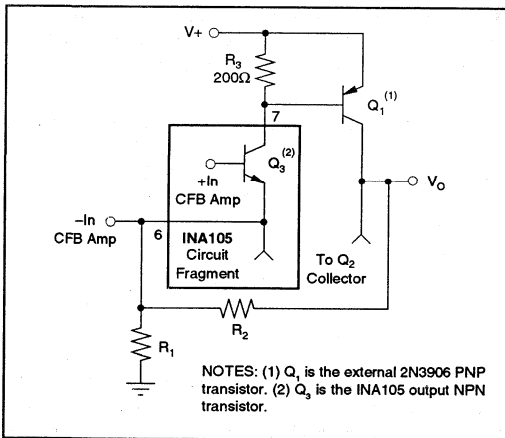 V+
R3
200Ω
Q1(1)
7
Q3(2)
+In
CFB Amp
VO
–In
CFB Amp
6
INA105
Circuit
Fragment
To Q2
Collector
R2
R1
NOTES: (1) Q1 is the external 2N3906 PNP
transistor. (2) Q3 is the INA105 output NPN
transistor.